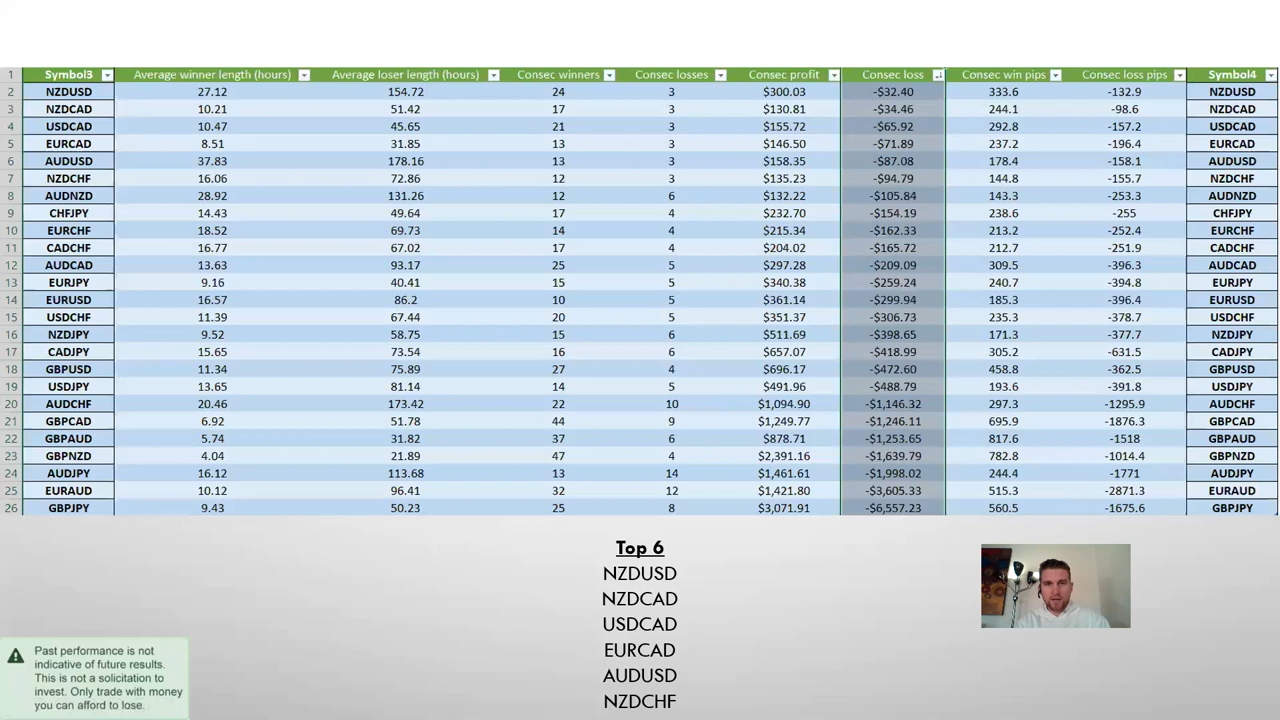 1 Symbol3 Average winner length (hours) Average loser length (hours) Consec winners Consec losses Consec profit Consec loss Consec win pips Consec loss pips Symbol4
2 NZDUSD 27.12 154.72 24 3 $300.03 -$32.40 333.6 -132.9 NZDUSD
3 NZDCAD 10.21 51.42 17 3 $130.81 -$34.46 244.1 -98.6 NZDCAD
4 USDCAD 10.47 45.65 21 3 $155.72 -$65.92 292.8 -157.2 USDCAD
5 EURCAD 8.51 31.85 13 3 $146.50 -$71.89 237.2 -196.4 EURCAD
6 AUDUSD 37.83 178.16 13 3 $158.35 -$87.08 178.4 -158.1 AUDUSD
7 NZDCHF 16.06 72.86 12 3 $135.23 -$94.79 144.8 -155.7 NZDCHF
8 AUDNZD 28.92 131.26 12 6 $132.22 -$105.84 143.3 -253.3 AUDNZD
9 CHFJPY 14.43 49.64 17 4 $232.70 -$154.19 238.6 -255 CHFJPY
10 EURCHF 18.52 69.73 14 4 $215.34 -$162.33 213.2 -252.4 EURCHF
11 CADCHF 16.77 67.02 17 4 $204.02 -$165.72 212.7 -251.9 CADCHF
12 AUDCAD 13.63 93.17 25 5 $297.28 -$209.09 309.5 -396.3 AUDCAD
13 EURJPY 9.16 40.41 15 5 $340.38 -$259.24 240.7 -394.8 EURJPY
14 EURUSD 16.57 86.2 10 5 $361.14 -$299.94 185.3 -396.4 EURUSD
15 USDCHF 11.39 67.44 20 5 $351.37 -$306.73 235.3 -378.7 USDCHF
16 NZDJPY 9.52 58.75 15 6 $511.69 -$398.65 171.3 -377.7 NZDJPY
17 CADJPY 15.65 73.54 16 6 $657.07 -$418.99 305.2 -631.5 CADJPY
18 GBPUSD 11.34 75.89 27 4 $696.17 -$472.60 458.8 -362.5 GBPUSD
19 USDJPY 13.65 81.14 14 5 $491.96 -$488.79 193.6 -391.8 USDJPY
20 AUDCHF 20.46 173.42 22 10 $1,094.90 -$1,146.32 297.3 -1295.9 AUDCHF
21 GBPCAD 6.92 51.78 44 9 $1,249.77 -$1,246.11 695.9 -1876.3 GBPCAD
22 GBPAUD 5.74 31.82 37 6 $878.71 -$1,253.65 817.6 -1518 GBPAUD
23 GBPNZD 4.04 21.89 47 4 $2,391.16 -$1,639.79 782.8 -1014.4 GBPNZD
24 AUDJPY 16.12 113.68 13 14 $1,461.61 -$1,998.02 244.4 -1771 AUDJPY
25 EURAUD 10.12 96.41 32 12 $1,421.80 -$3,605.33 515.3 -2871.3 EURAUD
26 GBPJPY 9.43 50.23 25 8 $3,071.91 -$6,557.23 560.5 -1675.6 GBPJPY
Top 6
NZDUSD
NZDCAD
USDCAD
EURCAD
AUDUSD
NZDCHF
Past performance is not
indicative of future results.
This is not a solicitation to
invest. Only trade with money
you can afford to lose.